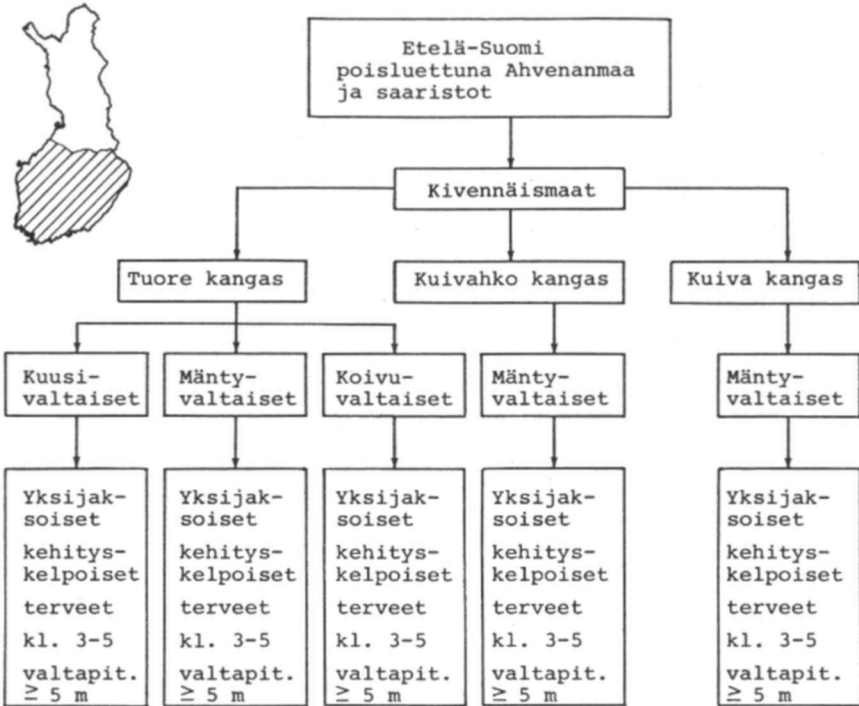 Etelä-Suomi
poisluettuna Ahvenanmaa
ja saaristot
Kivennäismaat
Tuore kangas
Kuivahko kangas
Kuiva kangas
Kuusi-
valtaiset
Mänty-
valtaiset
Koivu-
valtaiset
Mänty-
valtaiset
Mänty-
valtaiset
Yksijak-
soiset
kehitys-
kelpoiset
terveet
kl. 3-5
valtapit.
≥ 5 m
Yksijak-
soiset
kehitys-
kelpoiset
terveet
kl. 3-5
valtapit.
≥ 5 m
Yksijak-
soiset
kehitys-
kelpoiset
terveet
kl. 3-5
valtapit.
≥ 5 m
Yksijak-
soiset
kehitys-
kelpoiset
terveet
kl. 3-5
valtapit.
≥ 5 m
Yksijak-
soiset
kehitys-
kelpoiset
terveet
kl. 3-5
valtapit.
≥ 5 m